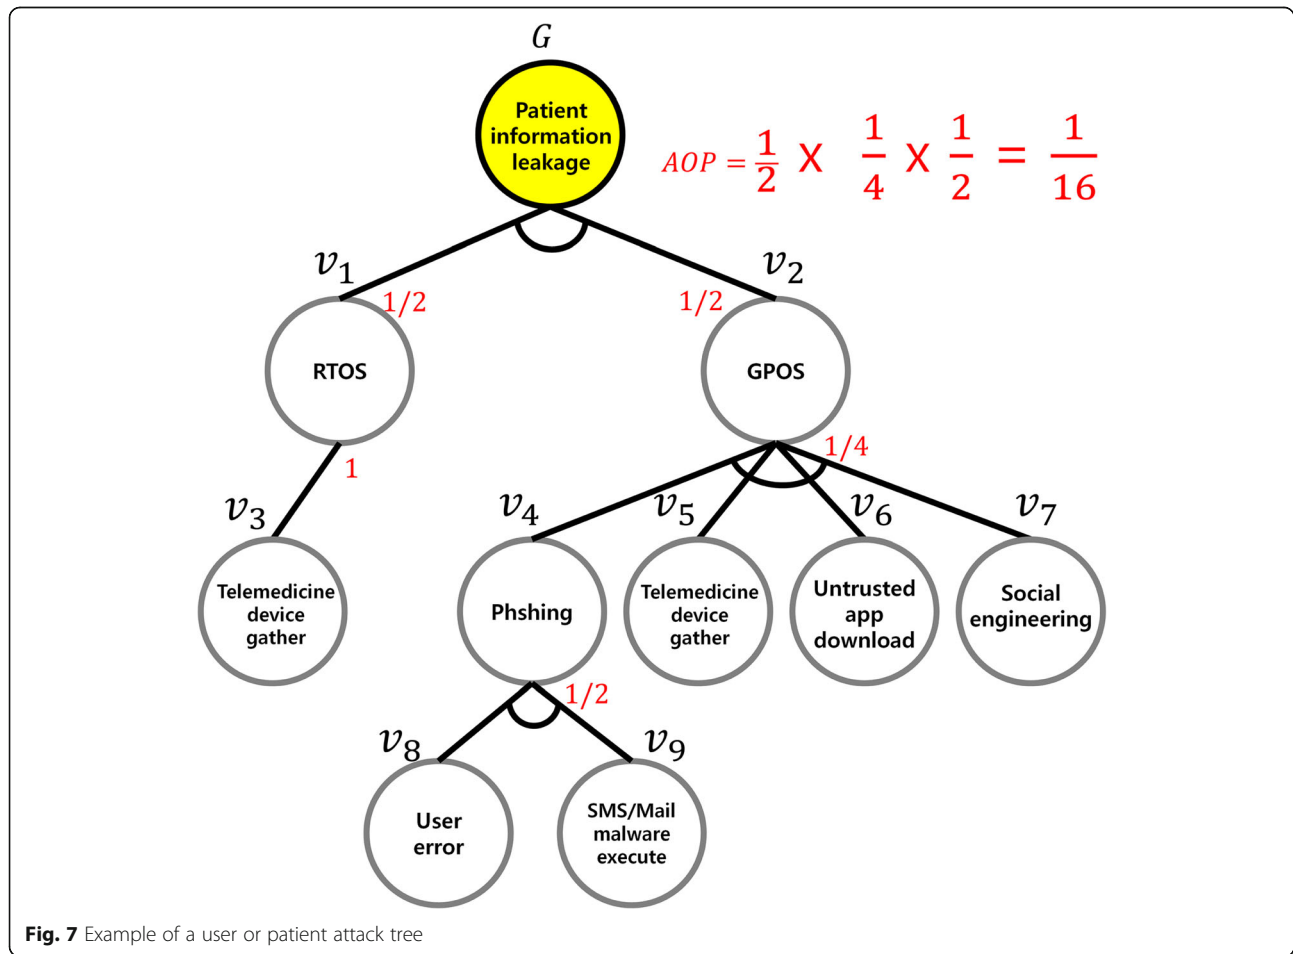 G
Patient
information
leakage
AOP = 1/2 X 1/4 X 1/2 = 1/16
v1
v2
1/2
1/2
RTOS
GPOS
1
1/4
v3
v4
v5
v6
v7
Telemedicine
device
gather
Phshing
Telemedicine
device
gather
Untrusted
app
download
Social
engineering
1/2
v8
v9
User
error
SMS/Mail
malware
execute
Fig. 7 Example of a user or patient attack tree